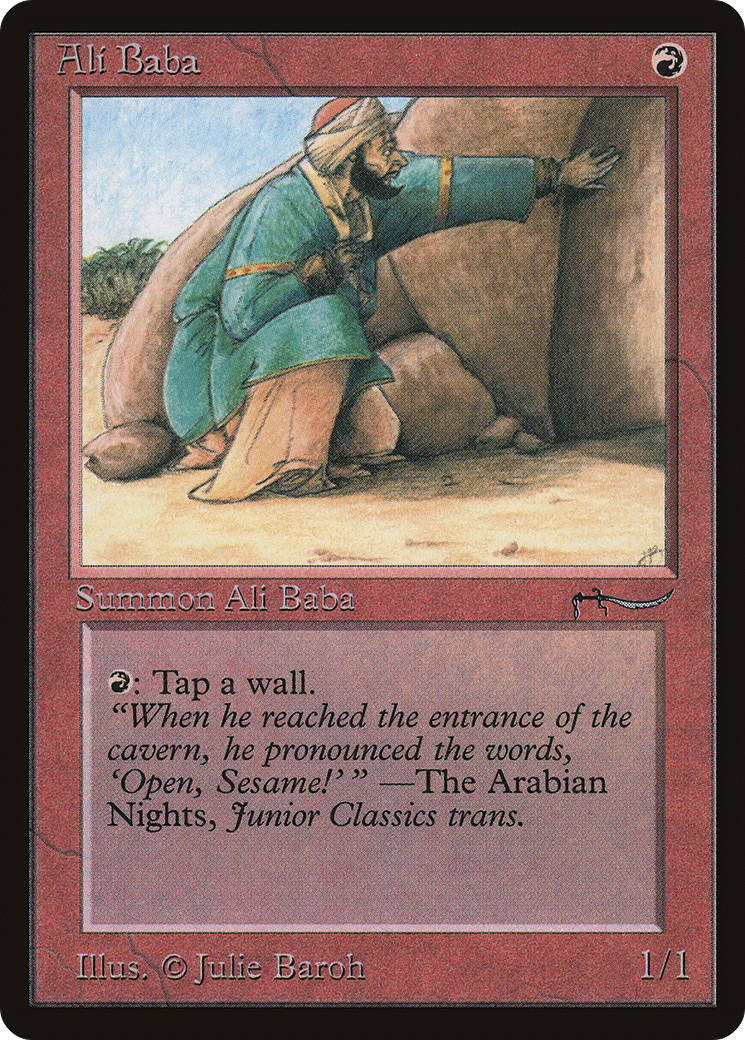 Ali Baba
Summon Ali Baba
: Tap a wall.
“When he reached the entrance of the
cavern, he pronounced the words,
‘Open, Sesame!’ ” —The Arabian
Nights, Junior Classics trans.
Illus. © Julie Baroh
1/1